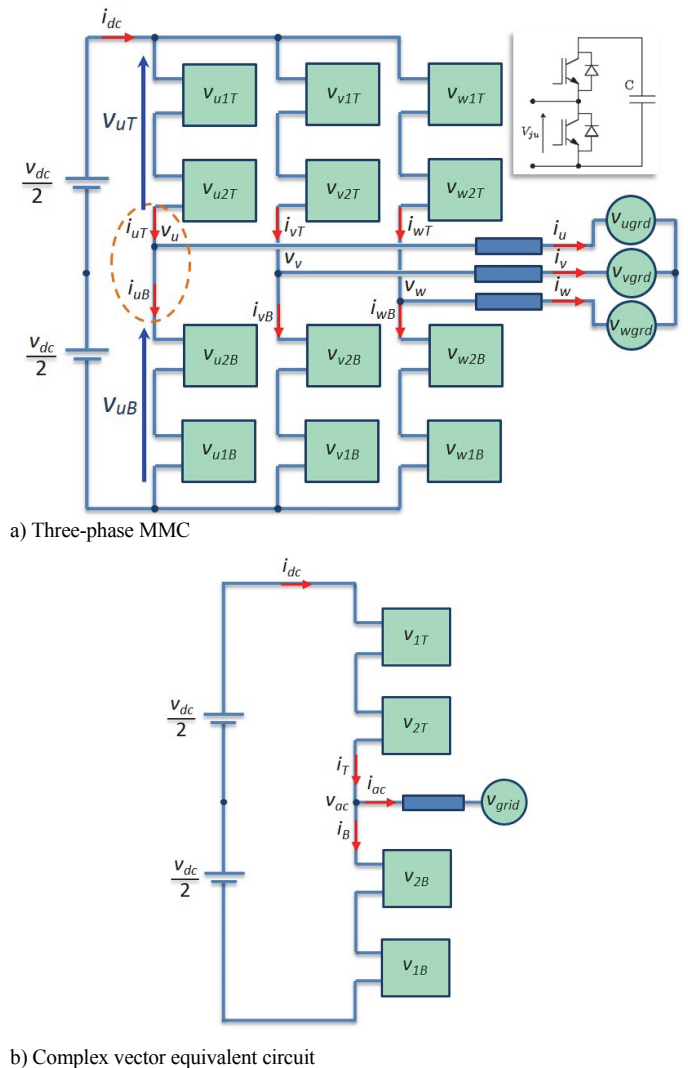 i_dc
v_u1T v_v1T v_w1T
C
V_ju
v_uT
v_dc/2
v_u2T v_v2T v_w2T
i_uT v_u i_vT i_wT
i_u v_ugrd
v_v i_v v_vgrd
i_uB v_w i_w
i_vB i_wB v_wgrd
v_dc/2
v_u2B v_v2B v_w2B
v_uB
v_u1B v_v1B v_w1B
a) Three-phase MMC
i_dc
v_1T
v_dc/2
v_2T
i_T i_ac
v_ac v_grid
i_B
v_dc/2
v_2B
v_1B
b) Complex vector equivalent circuit